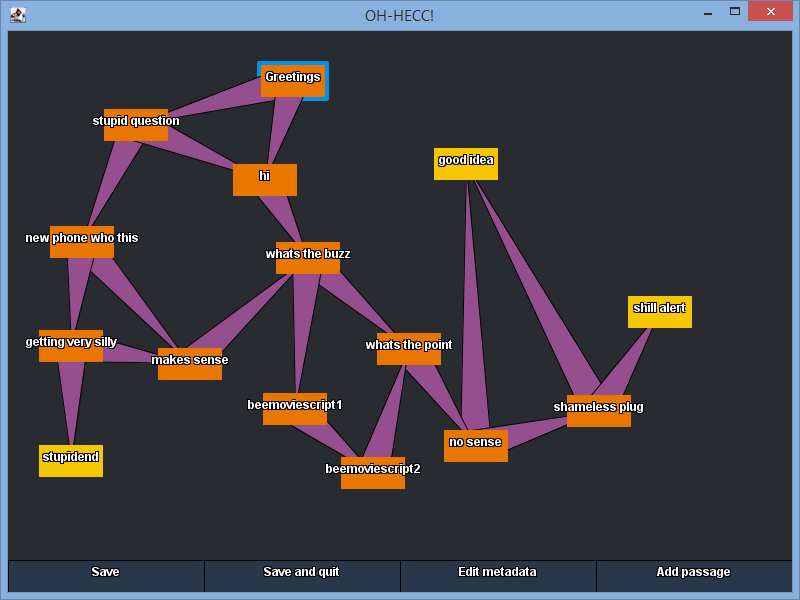 OH-HECC!
Greetings
stupid question
good idea
hi
new phone who this
whats the buzz
shill alert
getting very silly
whats the point
makes sense
beemoviescript1
shameless plug
no sense
stupidend
beemoviescript2
Save
Save and quit
Edit metadata
Add passage